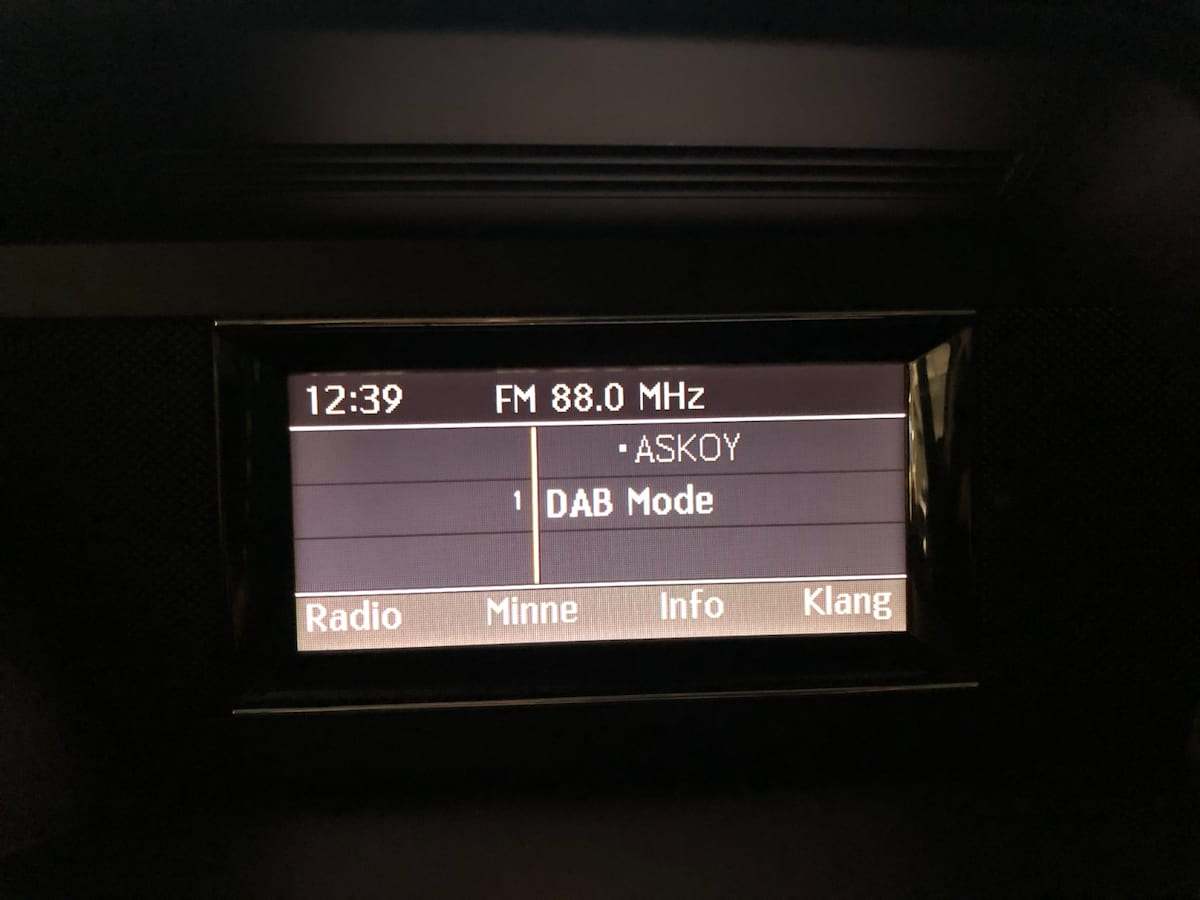 12:39 FM 88.0 MHz
▪ASKOY
1 DAB Mode
Radio Minne Info Klang